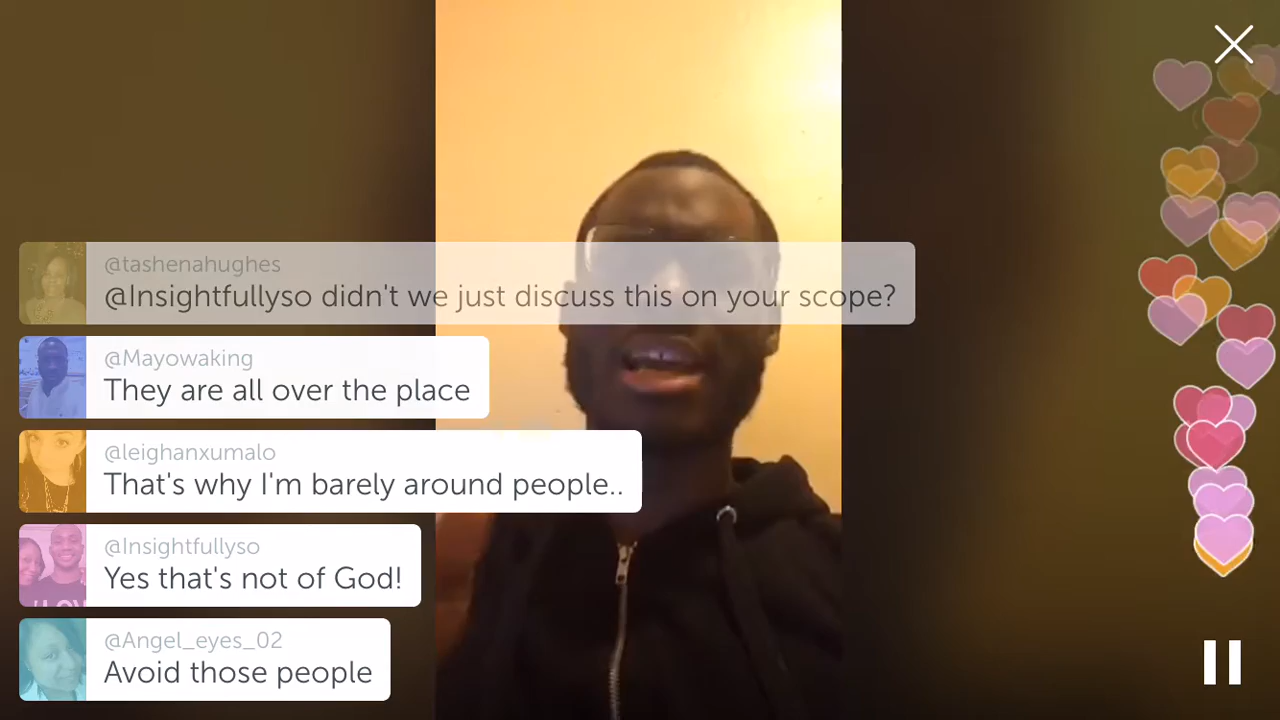 @tashenahughes
@Insightfullyso didn't we just discuss this on your scope?
@Mayowaking
They are all over the place
@leighanxumalo
That's why I'm barely around people..
@Insightfullyso
Yes that's not of God!
@Angel_eyes_02
Avoid those people